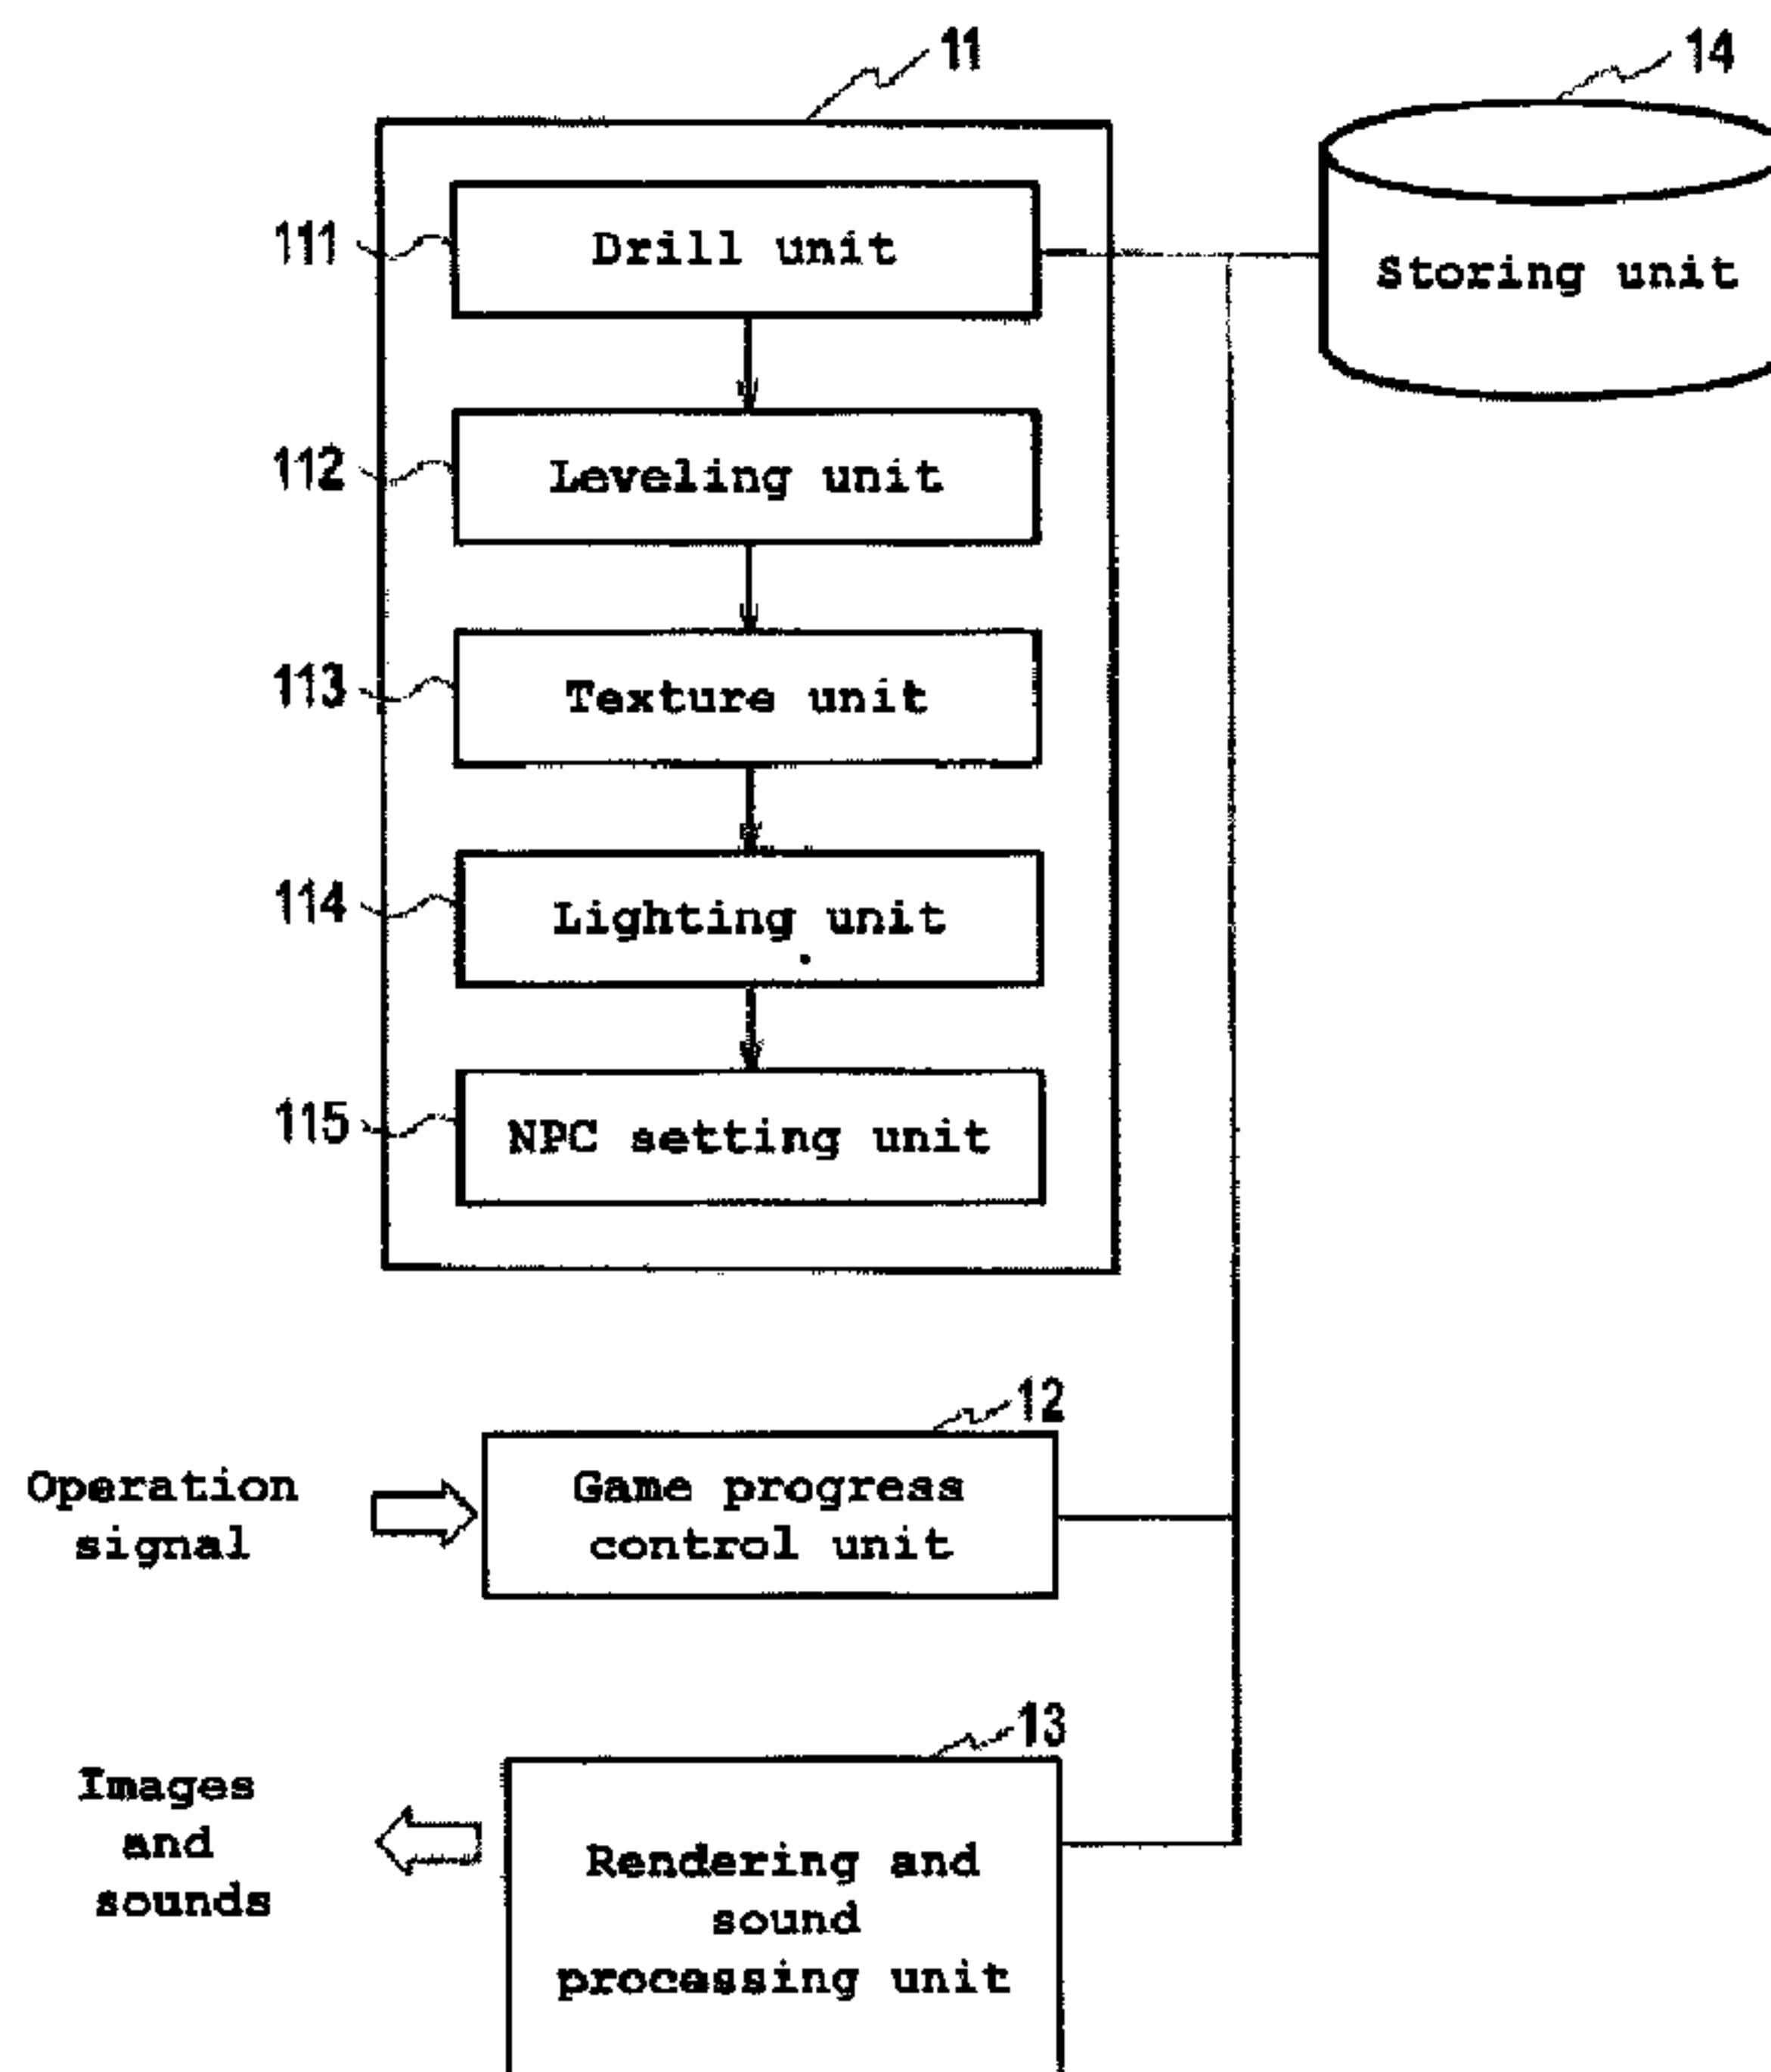 11
14
111
Drill unit
Storing unit
112
Leveling unit
113
Texture unit
114
Lighting unit
115
NPC setting unit
12
Operation
signal
Game progress
control unit
13
Images
and
sounds
Rendering and
sound
processing unit